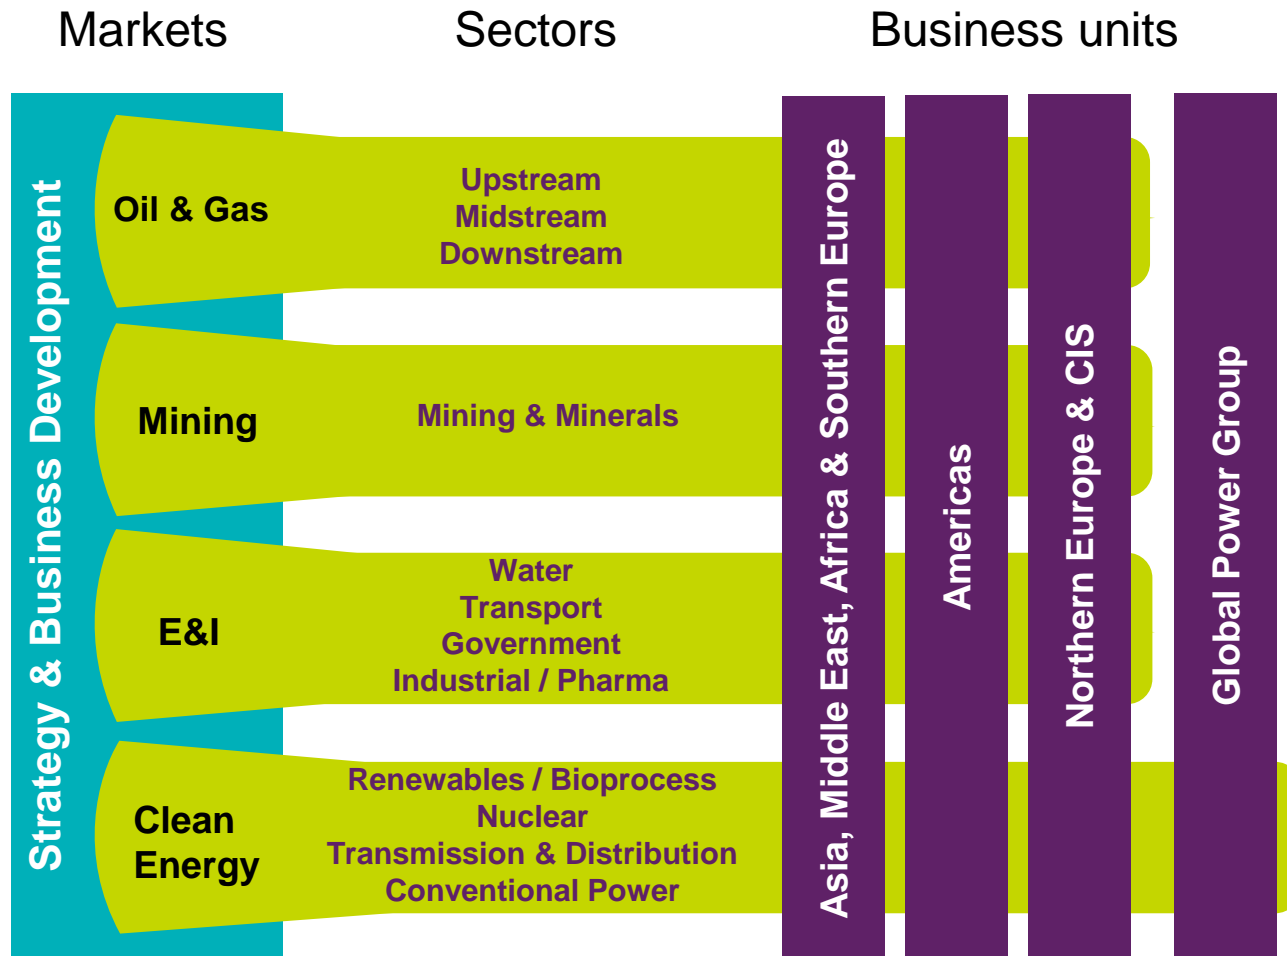 Markets
Sectors
Business units
Strategy & Business Development
Oil & Gas
Upstream
Midstream
Downstream
Mining
Mining & Minerals
E&I
Water
Transport
Government
Industrial / Pharma
Clean
Energy
Renewables / Bioprocess
Nuclear
Transmission & Distribution
Conventional Power
Asia, Middle East, Africa & Southern Europe
Americas
Northern Europe & CIS
Global Power Group